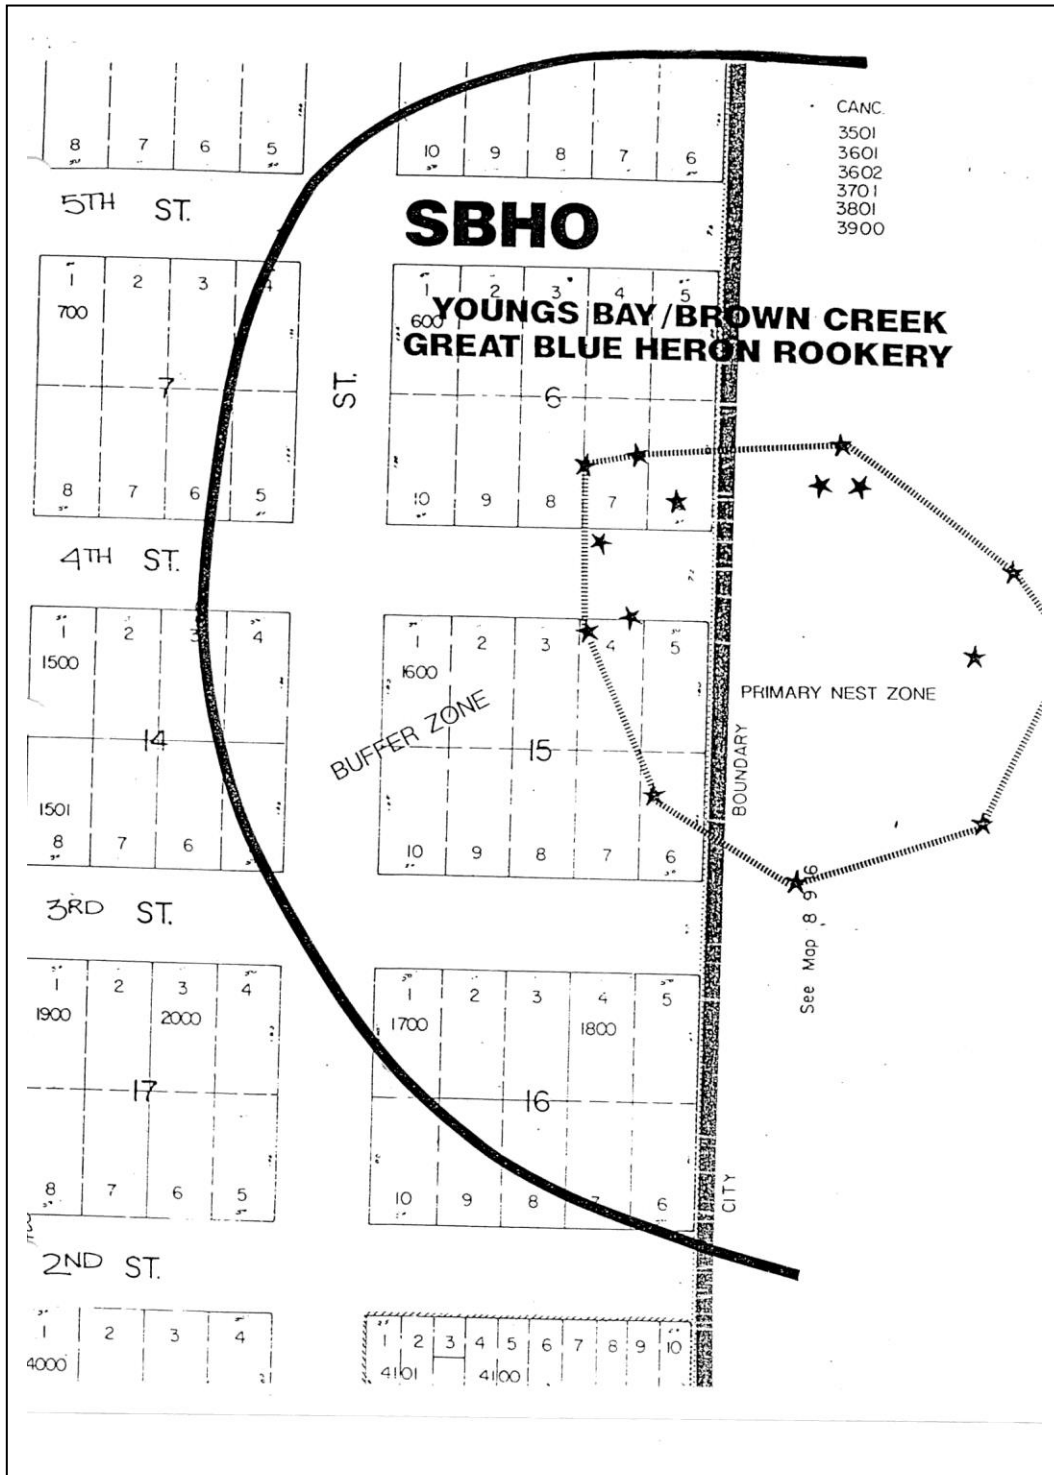 CANC.
3501
3601
3602
3701
3801
3900
8 7 6 5
10 9 8 7 6
5TH ST.
SBHO
1 2 3 4
700
7
8 7 6 5
1 2 3 4 5
600
YOUNGS BAY/BROWN CREEK
GREAT BLUE HERON ROOKERY
6
10 9 8 7
ST.
4TH ST.
1 2 3 4
1500
14
1501
8 7 6
1 2 3 4 5
1600
BUFFER ZONE
15
10 9 8 7 6
PRIMARY NEST ZONE
BOUNDARY
See Map 8 9 6
3RD ST.
1 2 3 4
1900 2000
17
8 7 6 5
1 2 3 4 5
1700 1800
16
10 9 8 7 6
CITY
2ND ST.
1 2 3 4
4000
1 2 3 4 5 6 7 8 9 10
4101 4100